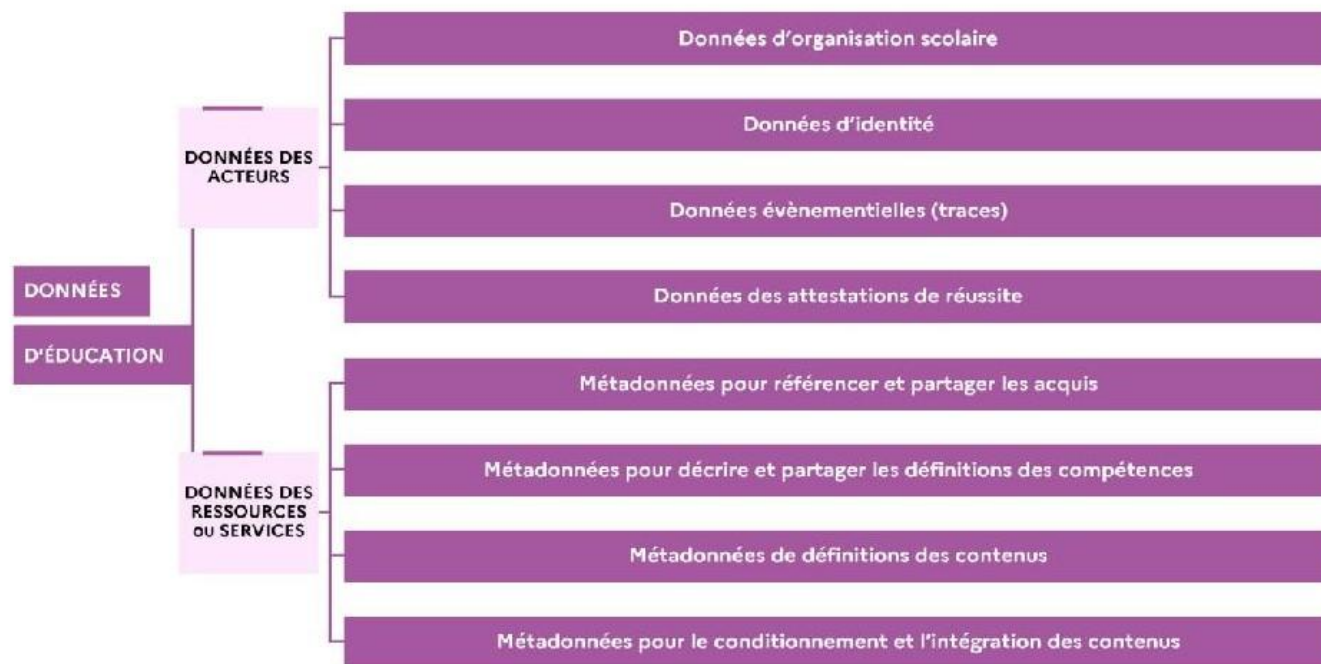 DONNÉES
D'ÉDUCATION
DONNÉES DES
ACTEURS
Données d'organisation scolaire
Données d'identité
Données évènementielles (traces)
Données des attestations de réussite
DONNÉES DES
RESSOURCES
ou SERVICES
Métadonnées pour référencer et partager les acquis
Métadonnées pour décrire et partager les définitions des compétences
Métadonnées de définitions des contenus
Métadonnées pour le conditionnement et l'intégration des contenus